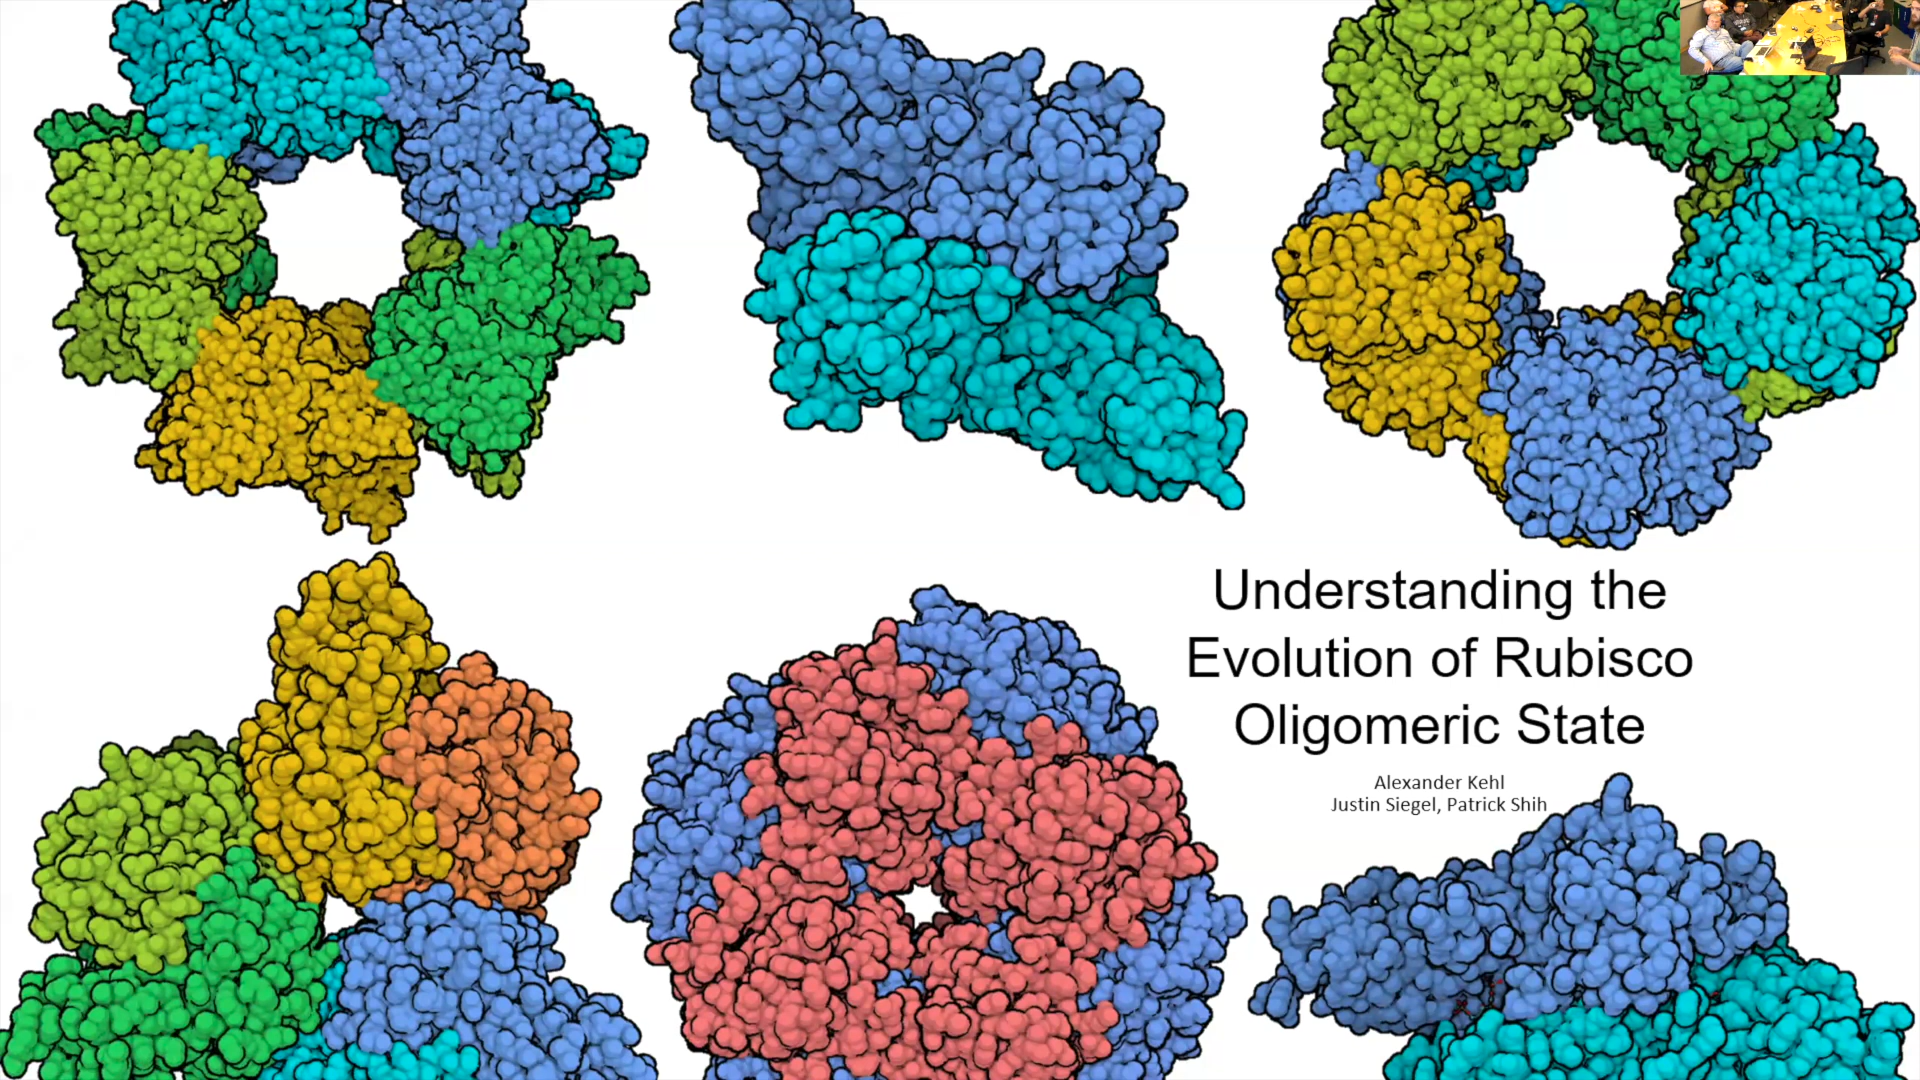 Understanding the
Evolution of Rubisco
Oligomeric State
Alexander Kehl
Justin Siegel, Patrick Shih